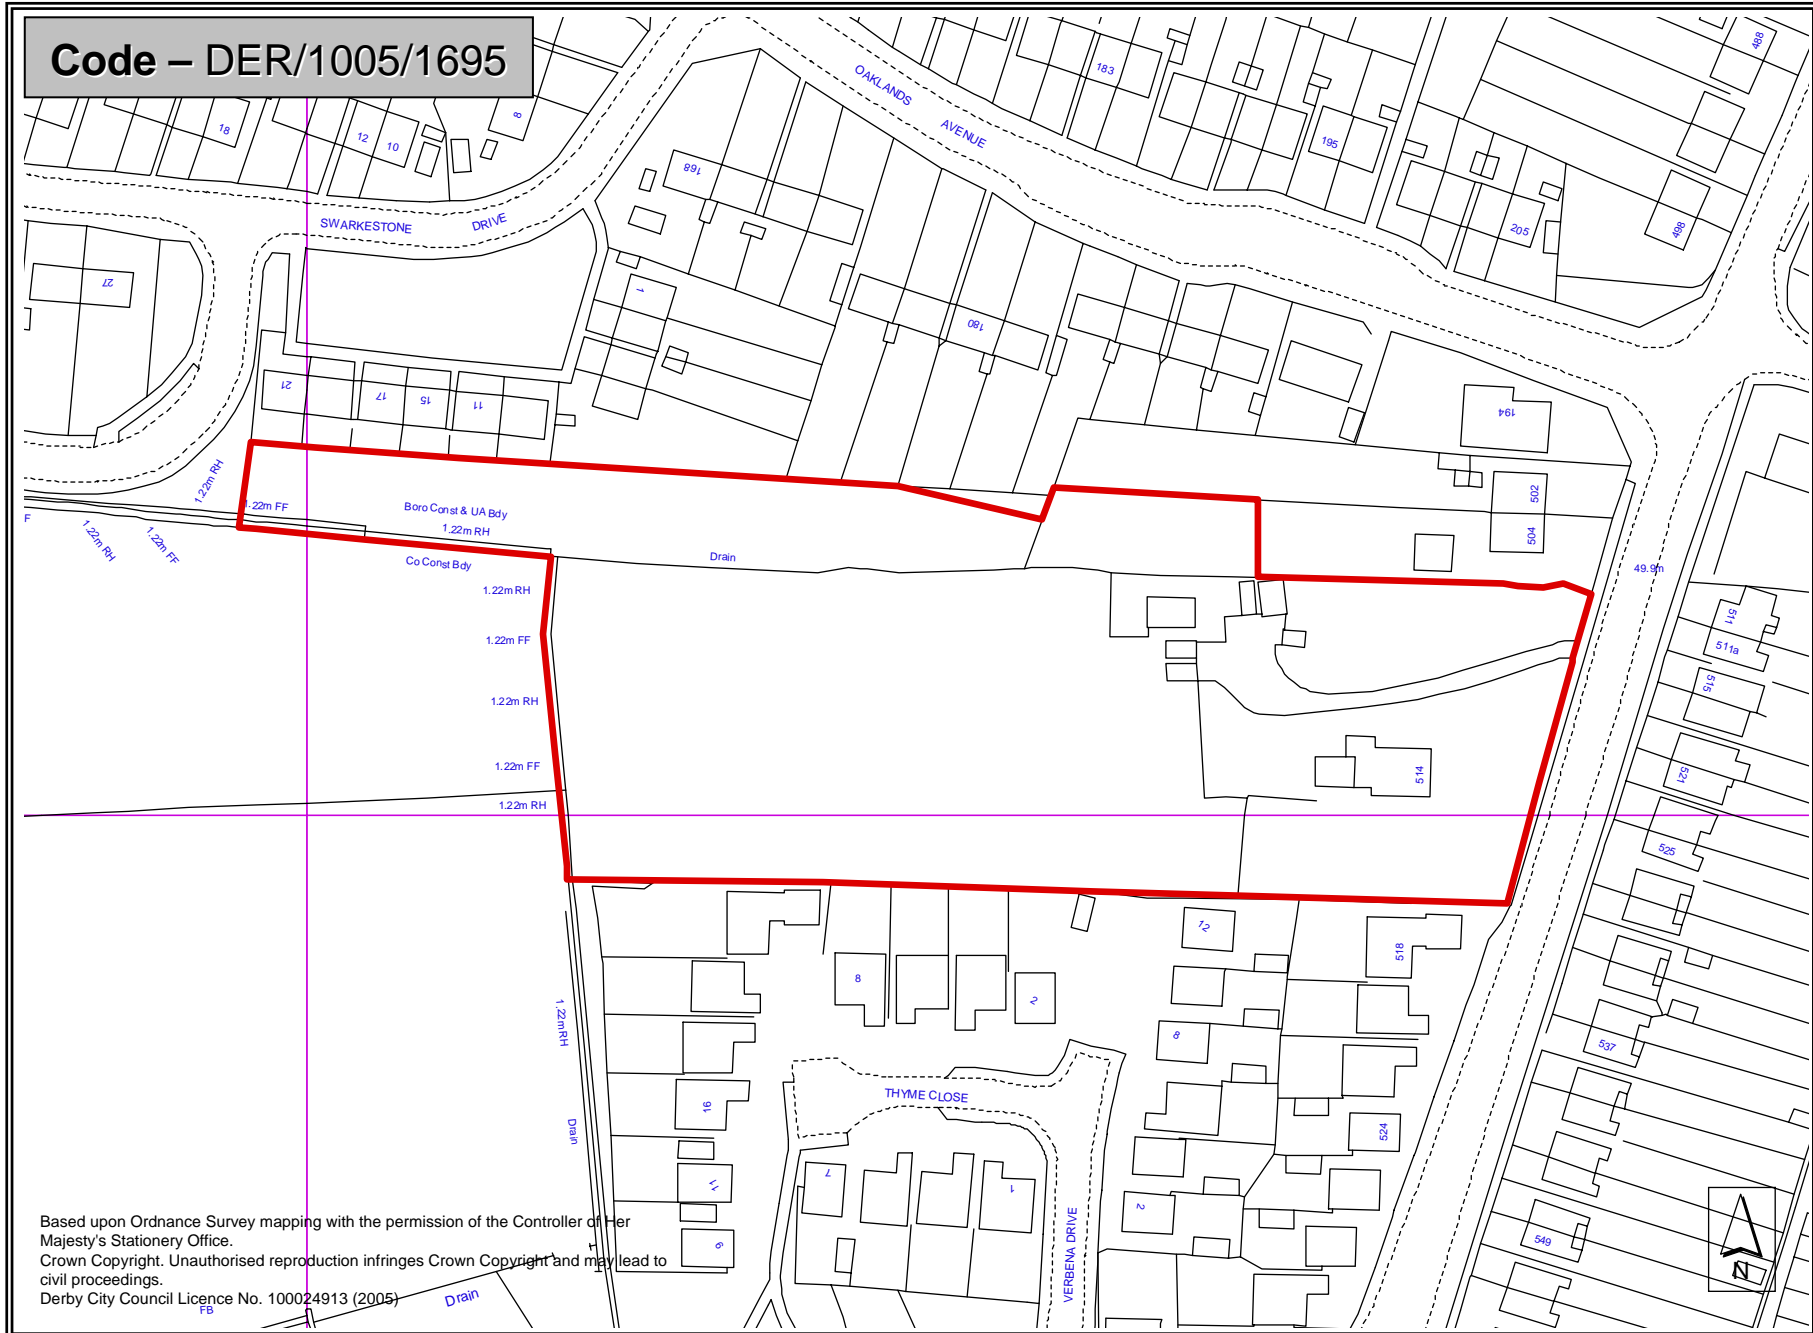 Code – DER/1005/1695
OAKLANDS
AVENUE
183
195
205
488
498
18
12
10
8
168
SWARKESTONE
DRIVE
27
1
180
194
21
17
15
11
502
504
1.22m RH
1.22m FF
Boro Const & UA Bdy
1.22m RH
Drain
F
1.22m RH
1.22m FF
Co Const Bdy
1.22m RH
1.22m FF
1.22m RH
1.22m FF
1.22m RH
49.9m
511
511a
515
514
521
525
537
549
12
518
8
2
8
1.22m RH
16
THYME CLOSE
524
Drain
11
7
1
2
9
VERBENA DRIVE
Based upon Ordnance Survey mapping with the permission of the Controller of Her
Majesty's Stationery Office.
Crown Copyright. Unauthorised reproduction infringes Crown Copyright and may lead to
civil proceedings.
Derby City Council Licence No. 100024913 (2005)
Drain
FB
N